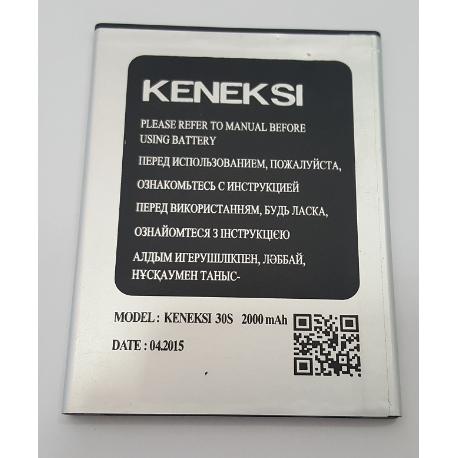 KENEKSI
PLEASE REFER TO MANUAL BEFORE
USING BATTERY
ПЕРЕД ИСПОЛЬЗОВАНИЕМ, ПОЖАЛУЙСТА,
ОЗНАКОМЬТЕСЬ С ИНСТРУКЦИЕЙ
ПЕРЕД ВИКОРИСТАННЯМ, БУДЬ ЛАСКА,
ОЗНАЙОМТЕСЯ З ІНСТРУКЦІЄЮ
АЛДЫМ ИГЕРУШІЛІКПЕН, ЛӘББАЙ,
НҰСҚАУМЕН ТАНЫС-
MODEL : KENEKSI 30S 2000 mAh
DATE : 04.2015